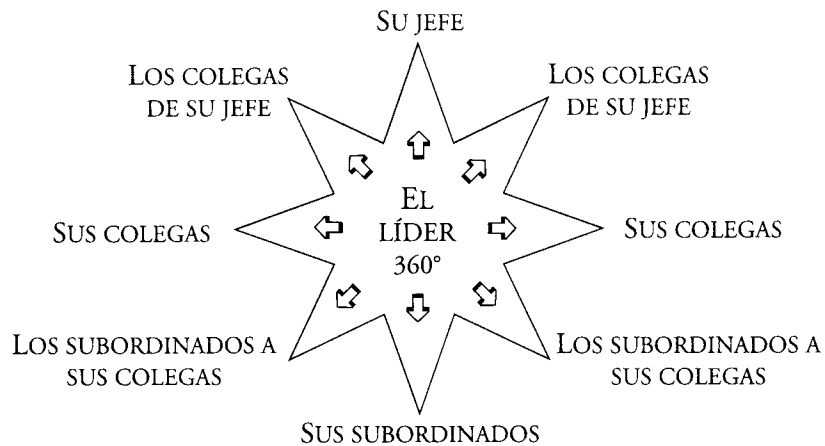 SU JEFE
LOS COLEGAS
DE SU JEFE
LOS COLEGAS
DE SU JEFE
SUS COLEGAS
EL
LÍDER
360°
SUS COLEGAS
LOS SUBORDINADOS A
SUS COLEGAS
LOS SUBORDINADOS A
SUS COLEGAS
SUS SUBORDINADOS